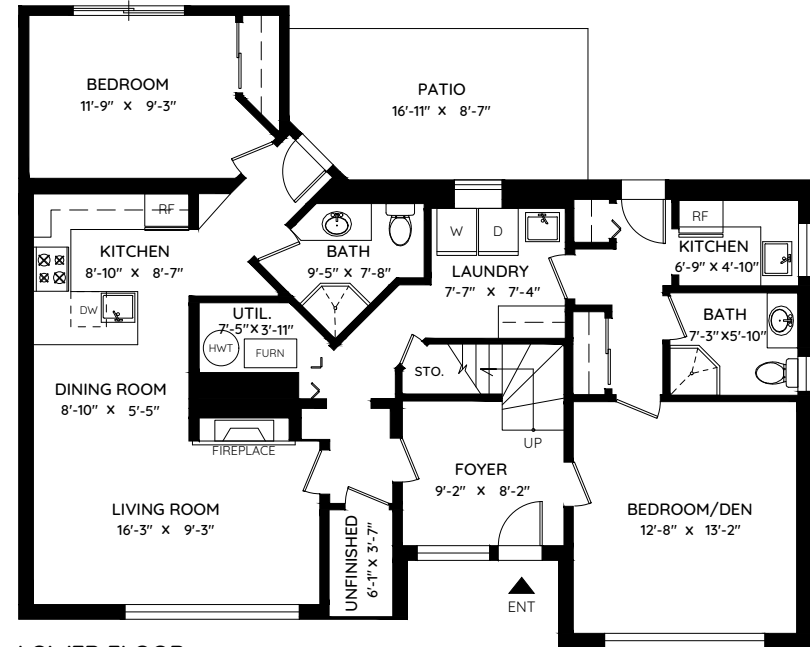 BEDROOM
11'-9" x 9'-3"
PATIO
16'-11" x 8'-7"
RF
KITCHEN
8'-10" x 8'-7"
DW
BATH
9'-5" x 7'-8"
W
D
LAUNDRY
7'-7" x 7'-4"
RF
KITCHEN
6'-9" x 4'-10"
BATH
7'-3"x5'-10"
UTIL.
7'-5"x3'-11"
HWT
FURN
STO.
DINING ROOM
8'-10" x 5'-5"
FIREPLACE
UP
FOYER
9'-2" x 8'-2"
LIVING ROOM
16'-3" x 9'-3"
UNFINISHED
6'-1" x 3'-7"
BEDROOM/DEN
12'-8" x 13'-2"
ENT
LOWER FLOOR